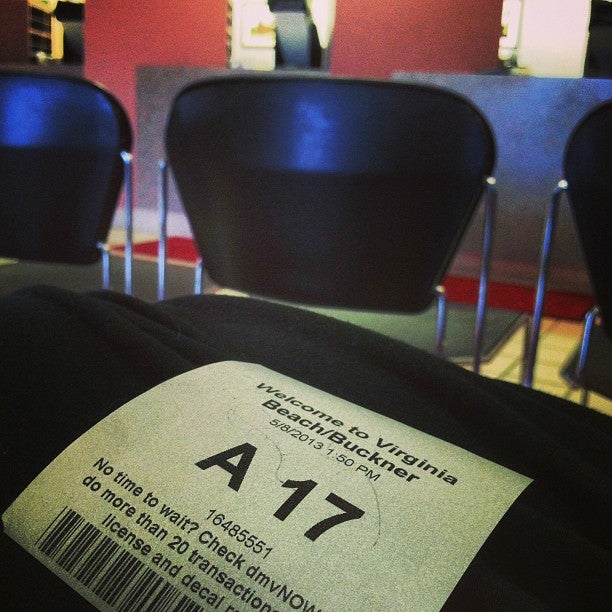 Welcome to Virginia
Beach/Buckner
5/8/2013 1:50 PM
A 17
16485551
No time to wait? Check dmvNOW
do more than 20 transactions
license and decal